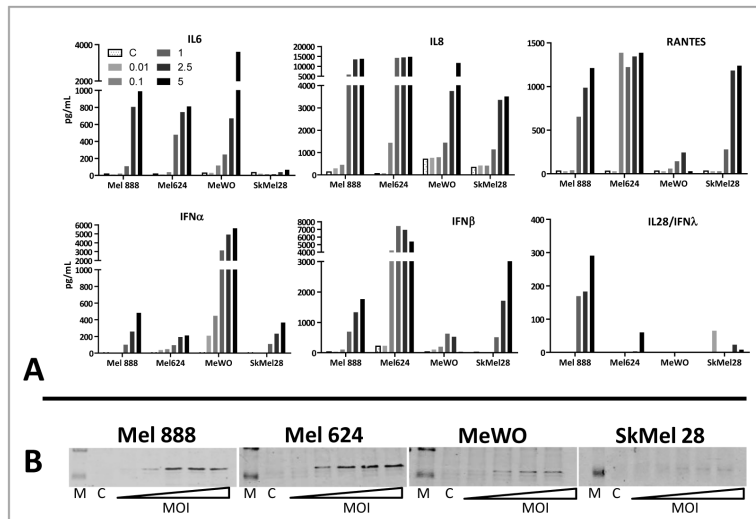 IL6
4000
2000
1000
800
600
400
200
0
pg/mL
C
0.01
0.1
1
2.5
5
Mel 888
Mel624
MeWO
SkMel28
IL8
20000
15000
10000
5000
4000
3000
2000
1000
0
Mel 888
Mel624
MeWO
SkMel28
RANTES
1500
1000
500
0
Mel 888
Mel624
MeWO
SkMel28
IFNα
6000
5000
4000
3000
2000
1000
800
600
400
200
0
pg/mL
Mel 888
Mel624
MeWO
SkMel28
IFNβ
8000
7000
6000
5000
4000
3000
2000
1000
0
Mel 888
Mel624
MeWO
SkMel28
IL28/IFNλ
400
300
200
100
0
Mel 888
Mel624
MeWO
SkMel28
A
B
Mel 888
Mel 624
MeWO
SkMel 28
M C
MOI
M C
MOI
M C
MOI
M C
MOI